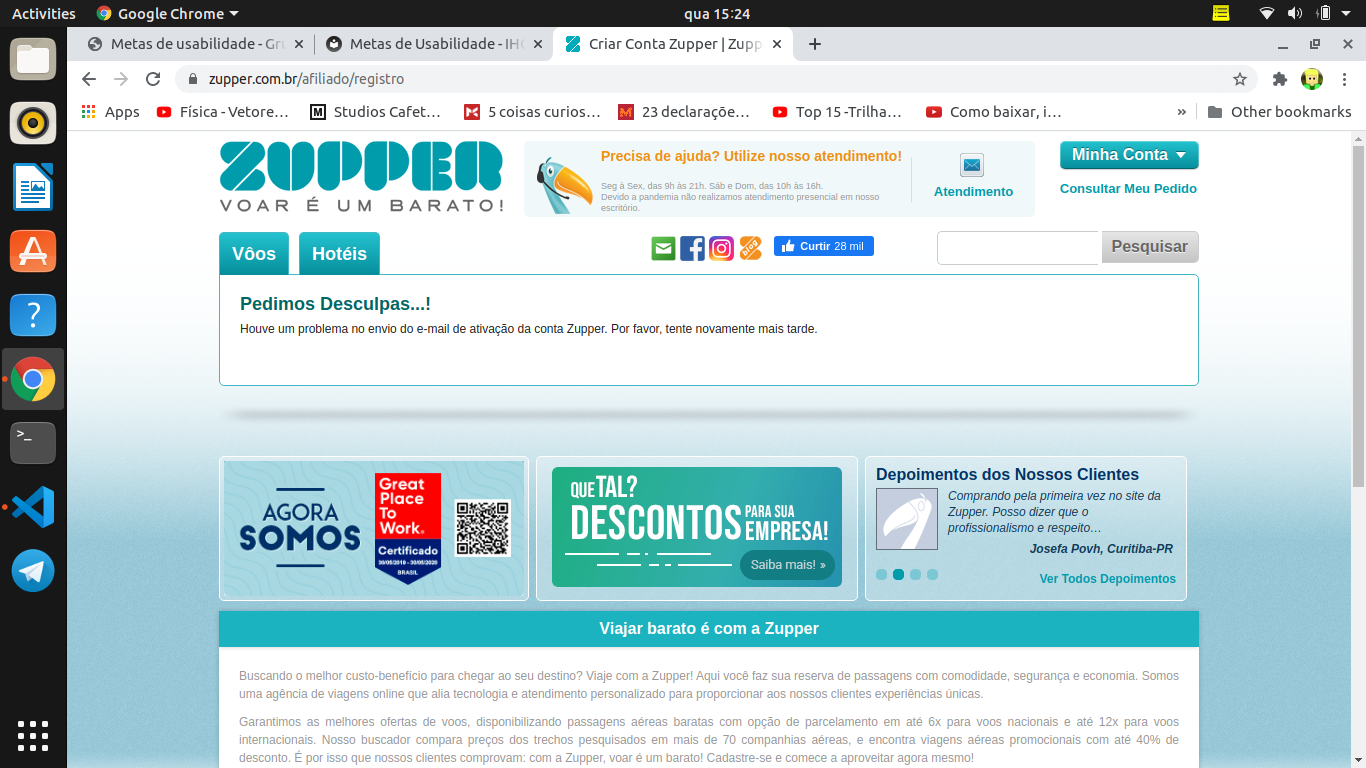 Activities
Google Chrome
qua 15:24
Metas de usabilidade - Gru
Metas de Usabilidade - IHC
Criar Conta Zupper | Zupp
zupper.com.br/afiliado/registro
Apps
Física - Vetore…
Studios Cafet…
5 coisas curios…
23 declaraçõe…
Top 15 -Trilha…
Como baixar, i…
»
Other bookmarks
ZUPPER
VOAR É UM BARATO!
Precisa de ajuda? Utilize nosso atendimento!
Seg à Sex, das 9h às 21h. Sáb e Dom, das 10h às 16h.
Devido a pandemia não realizamos atendimento presencial em nosso
escritório.
Atendimento
Minha Conta
Consultar Meu Pedido
Vôos
Hotéis
blog
Curtir 28 mil
Pesquisar
Pedimos Desculpas...!
Houve um problema no envio do e-mail de ativação da conta Zupper. Por favor, tente novamente mais tarde.
AGORA
SOMOS
Great
Place
To
Work.
Certificado
30/05/2019 - 30/05/2020
BRASIL
QUE TAL?
DESCONTOS PARA SUA
EMPRESA!
Saiba mais! »
Depoimentos dos Nossos Clientes
Comprando pela primeira vez no site da
Zupper. Posso dizer que o
profissionalismo e respeito…
Josefa Povh, Curitiba-PR
Ver Todos Depoimentos
Viajar barato é com a Zupper
Buscando o melhor custo-benefício para chegar ao seu destino? Viaje com a Zupper! Aqui você faz sua reserva de passagens com comodidade, segurança e economia. Somos
uma agência de viagens online que alia tecnologia e atendimento personalizado para proporcionar aos nossos clientes experiências únicas.
Garantimos as melhores ofertas de voos, disponibilizando passagens aéreas baratas com opção de parcelamento em até 6x para voos nacionais e até 12x para voos
internacionais. Nosso buscador compara preços dos trechos pesquisados em mais de 70 companhias aéreas, e encontra viagens aéreas promocionais com até 40% de
desconto. É por isso que nossos clientes comprovam: com a Zupper, voar é um barato! Cadastre-se e comece a aproveitar agora mesmo!